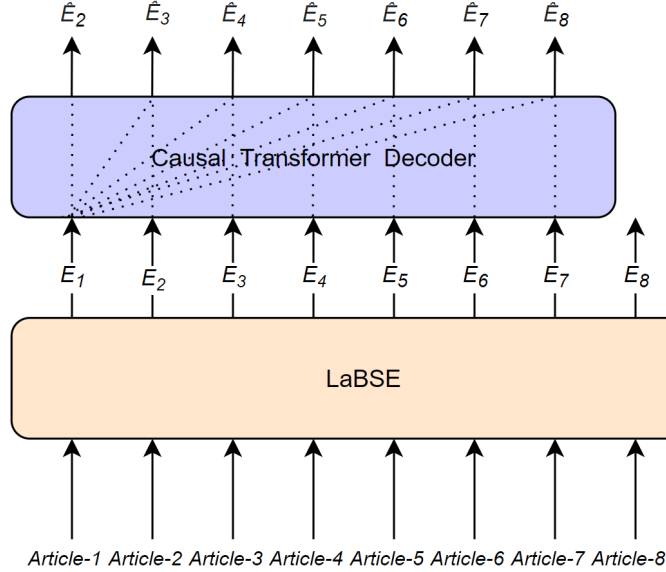 Ê2 Ê3 Ê4 Ê5 Ê6 Ê7 Ê8
Causal Transformer Decoder
E1 E2 E3 E4 E5 E6 E7 E8
LaBSE
Article-1 Article-2 Article-3 Article-4 Article-5 Article-6 Article-7 Article-8